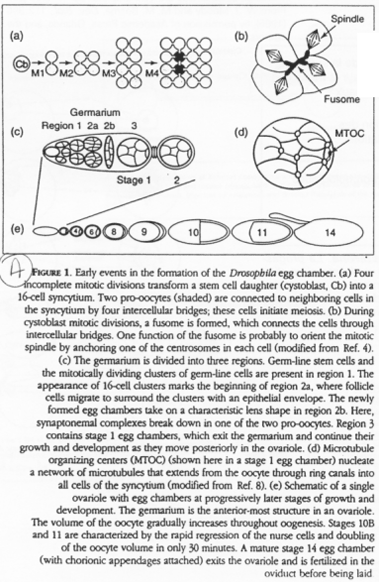 (a)
Cb M1 M2 M3 M4
(b)
Spindle
Fusome
Germarium
(c) Region 1 2a 2b 3
(d)
MTOC
Stage 1 2
(e)
4 6 8 9 10 11 14
A
FIGURE 1. Early events in the formation of the Drosophila egg chamber. (a) Four
incomplete mitotic divisions transform a stem cell daughter (cystoblast, Cb) into a
16-cell syncytium. Two pro-oocytes (shaded) are connected to neighboring cells in
the syncytium by four intercellular bridges; these cells initiate meiosis. (b) During
cystoblast mitotic divisions, a fusome is formed, which connects the cells through
intercellular bridges. One function of the fusome is probably to orient the mitotic
spindle by anchoring one of the centrosomes in each cell (modified from Ref. 4).
(c) The germarium is divided into three regions. Germ-line stem cells and
the mitotically dividing clusters of germ-line cells are present in region 1. The
appearance of 16-cell clusters marks the beginning of region 2a, where follicle
cells migrate to surround the clusters with an epithelial envelope. The newly
formed egg chambers take on a characteristic lens shape in region 2b. Here,
synaptonemal complexes break down in one of the two pro-oocytes. Region 3
contains stage 1 egg chambers, which exit the germarium and continue their
growth and development as they move posteriorly in the ovariole. (d) Microtubule
organizing centers (MTOC) (shown here in a stage 1 egg chamber) nucleate
a network of microtubules that extends from the oocyte through ring canals into
all cells of the syncytium (modified from Ref. 8). (e) Schematic of a single
ovariole with egg chambers at progressively later stages of growth and
development. The germarium is the anterior-most structure in an ovariole.
The volume of the oocyte gradually increases throughout oogenesis. Stages 10B
and 11 are characterized by the rapid regression of the nurse cells and doubling
of the oocyte volume in only 30 minutes. A mature stage 14 egg chamber
(with chorionic appendages attached) exits the ovariole and is fertilized in the
oviduct before being laid.